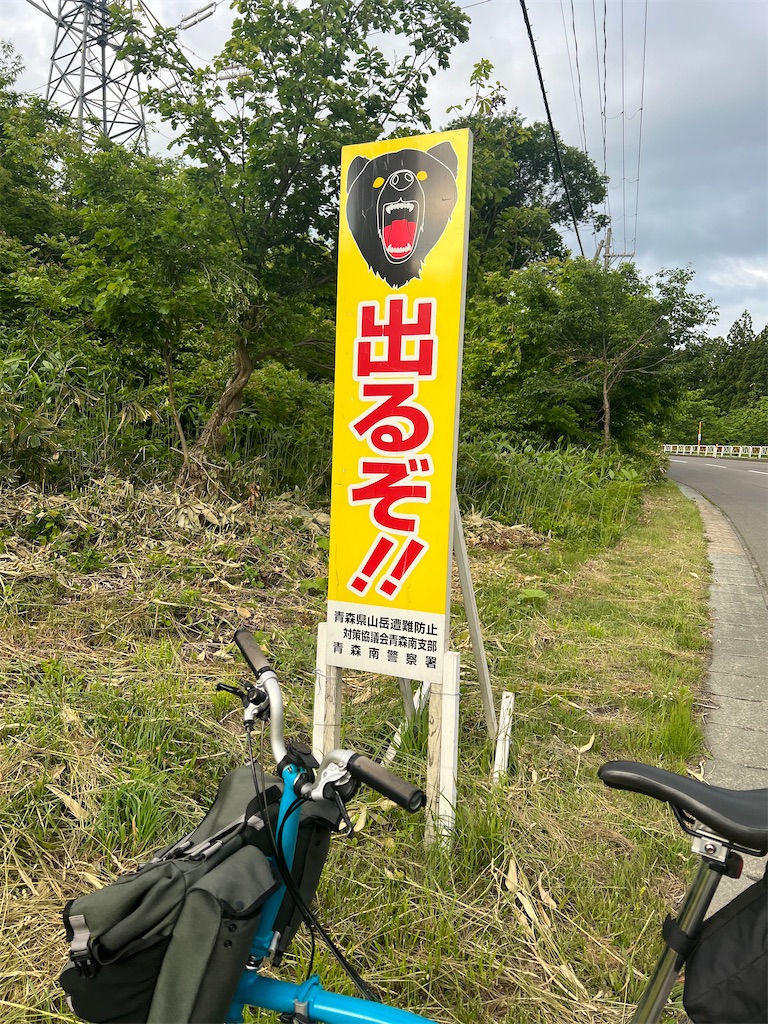 出るぞ!!
青森県山岳遭難防止
対策協議会青森南支部
青森南警察署